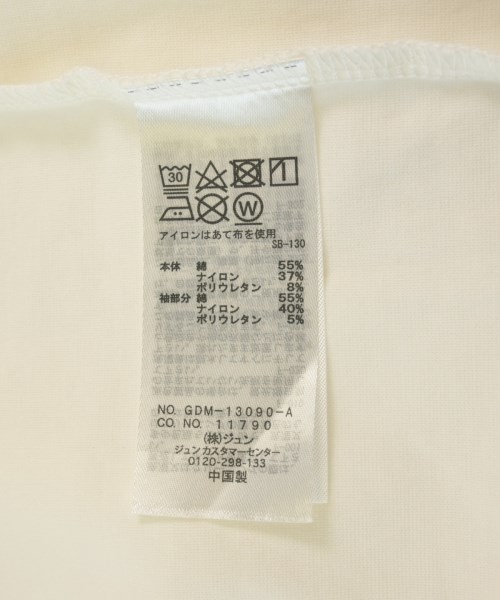 30
W
アイロンはあて布を使用
SB-130
本体 綿 55%
ナイロン 37%
ポリウレタン 8%
袖部分 綿 55%
ナイロン 40%
ポリウレタン 5%
NO. GDM-13090-A
CO. NO. 11790
(株)ジュン
ジュンカスタマーセンター
0120-298-133
中国製